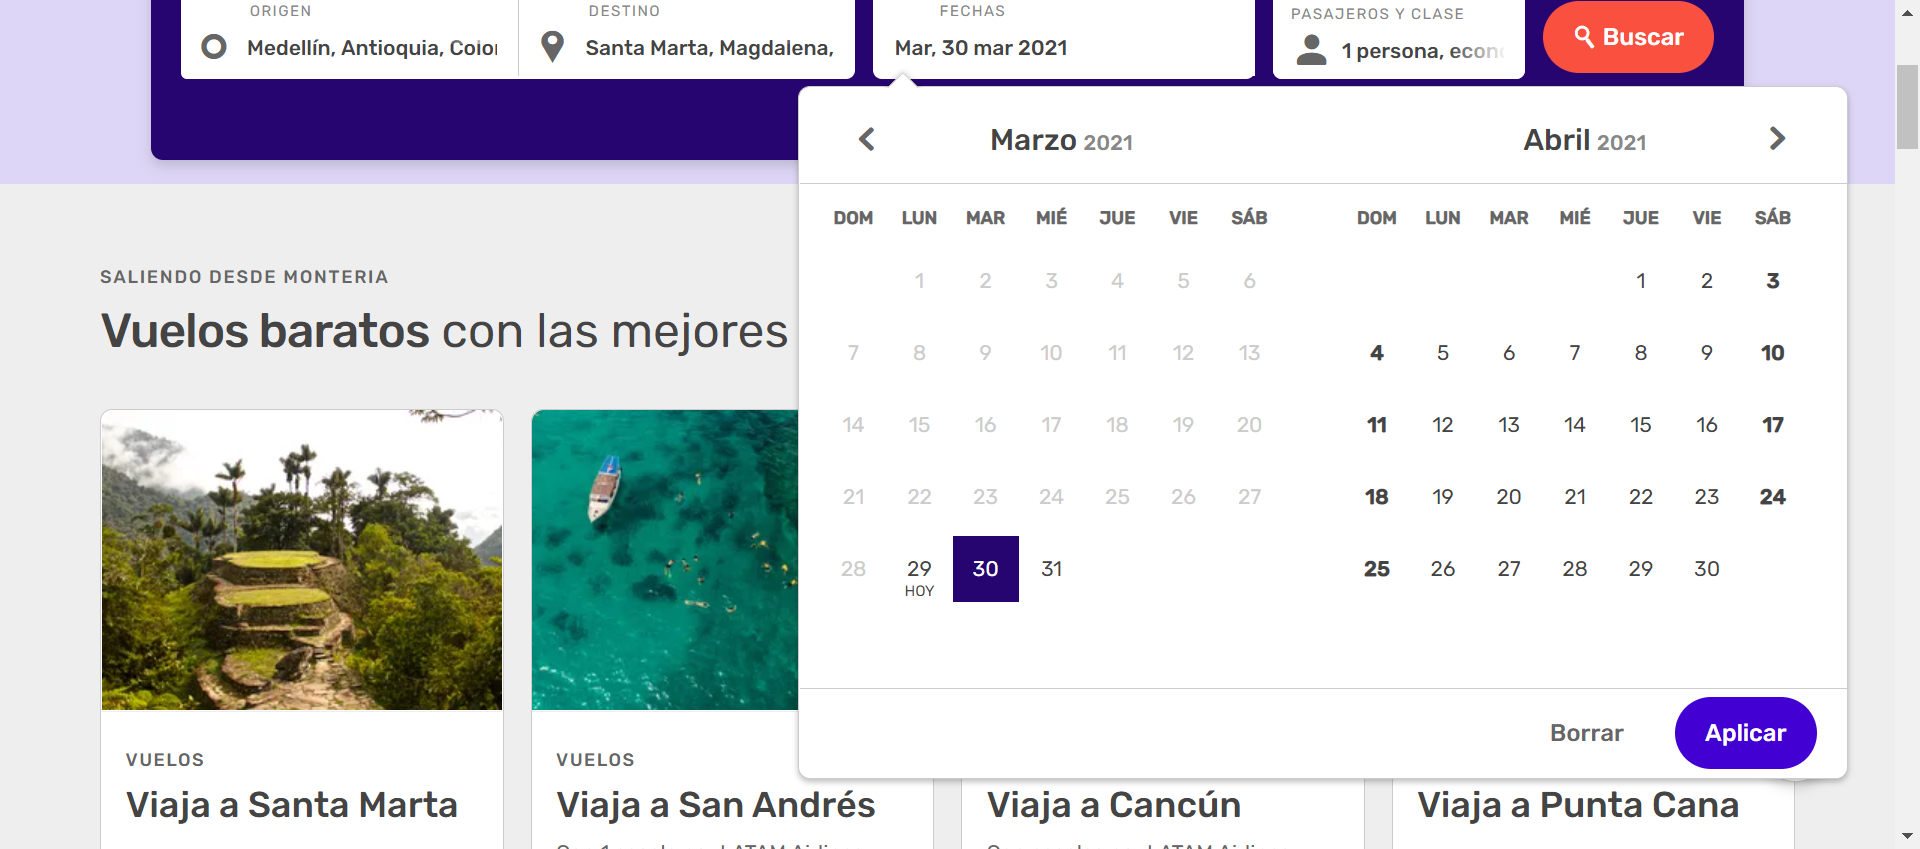 ORIGEN
DESTINO
FECHAS
PASAJEROS Y CLASE
Medellín, Antioquia,
Santa Marta, Magdalena,
Mar, 30 mar 2021
1 persona,
Buscar
Marzo 2021
Abril 2021
DOM LUN MAR MIÉ JUE VIE SÁB
DOM LUN MAR MIÉ JUE VIE SÁB
1 2 3 4 5 6
1 2 3
7 8 9 10 11 12 13
4 5 6 7 8 9 10
14 15 16 17 18 19 20
11 12 13 14 15 16 17
21 22 23 24 25 26 27
18 19 20 21 22 23 24
28 29 30 31
HOY
25 26 27 28 29 30
Borrar
Aplicar
SALIENDO DESDE MONTERIA
Vuelos baratos con las mejores
VUELOS
Viaja a Santa Marta
VUELOS
Viaja a San Andrés
Viaja a Cancún
Viaja a Punta Cana